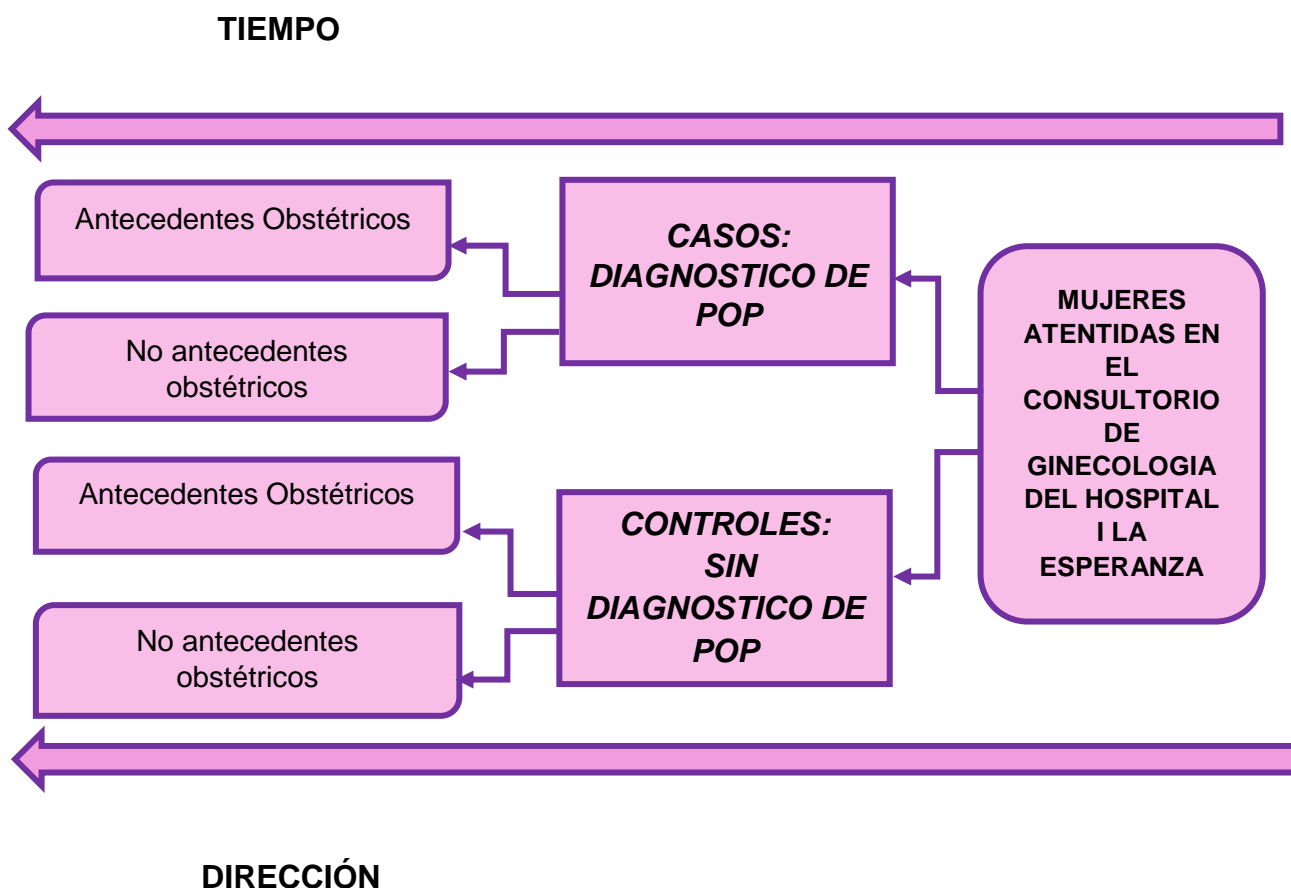 TIEMPO
Antecedentes Obstétricos
No antecedentes
obstétricos
Antecedentes Obstétricos
No antecedentes
obstétricos
CASOS:
DIAGNOSTICO DE
POP
CONTROLES:
SIN
DIAGNOSTICO DE
POP
MUJERES
ATENTIDAS EN
EL
CONSULTORIO
DE
GINECOLOGIA
DEL HOSPITAL
I LA
ESPERANZA
DIRECCIÓN